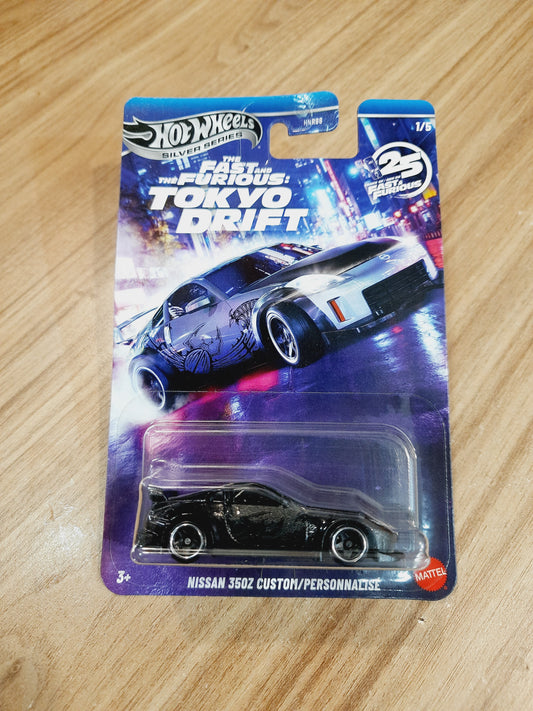 HNR88
1/5
HOT WHEELS
SILVER SERIES
THE
FAST AND
THE FURIOUS:
TOKYO
DRIFT
25
FAST &
FURIOUS
3+
NISSAN 350Z CUSTOM/PERSONNALISÉ
MATTEL